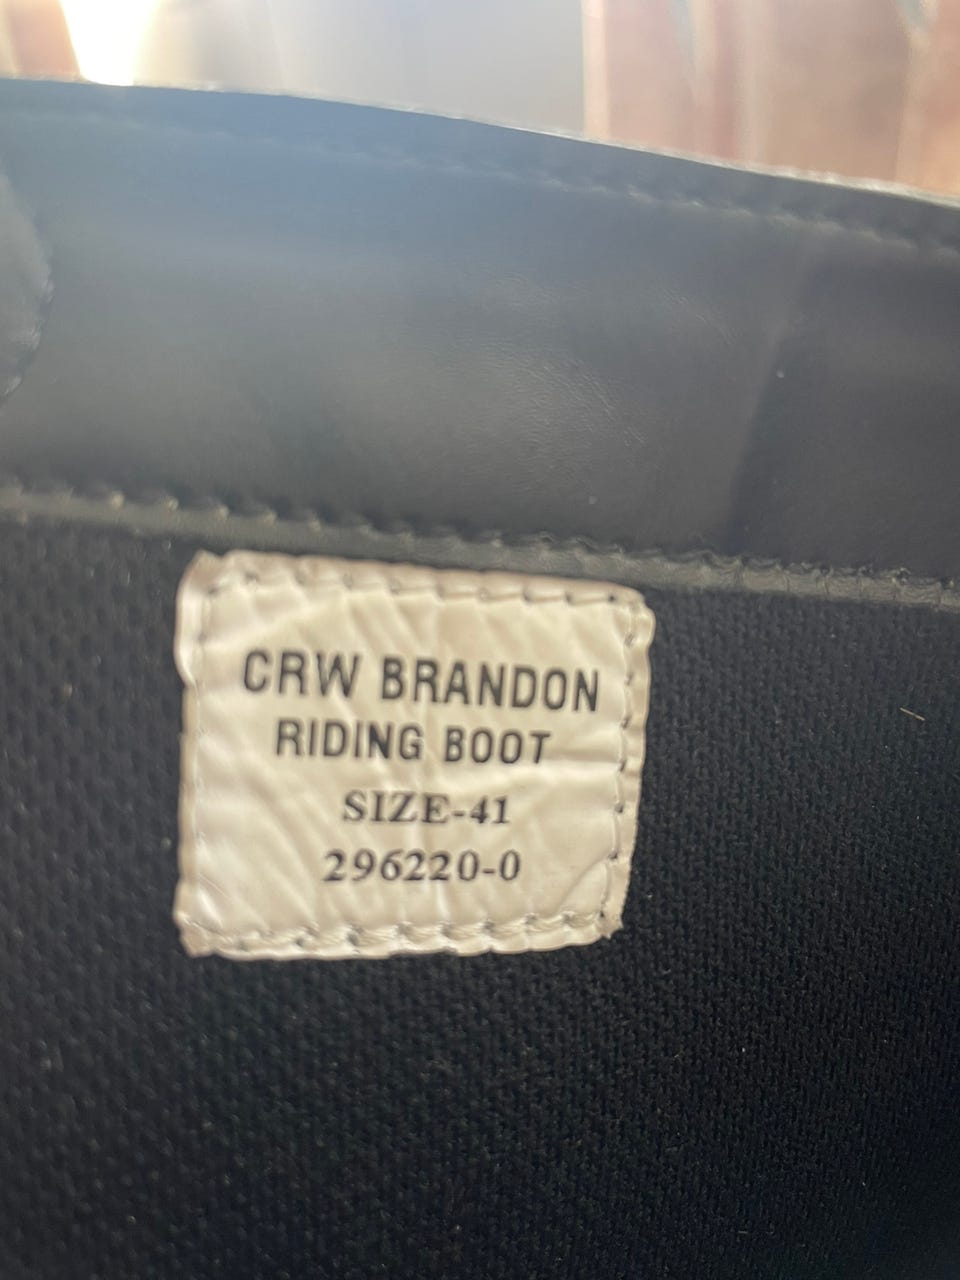 CRW BRANDON
RIDING BOOT
SIZE-41
296220-0